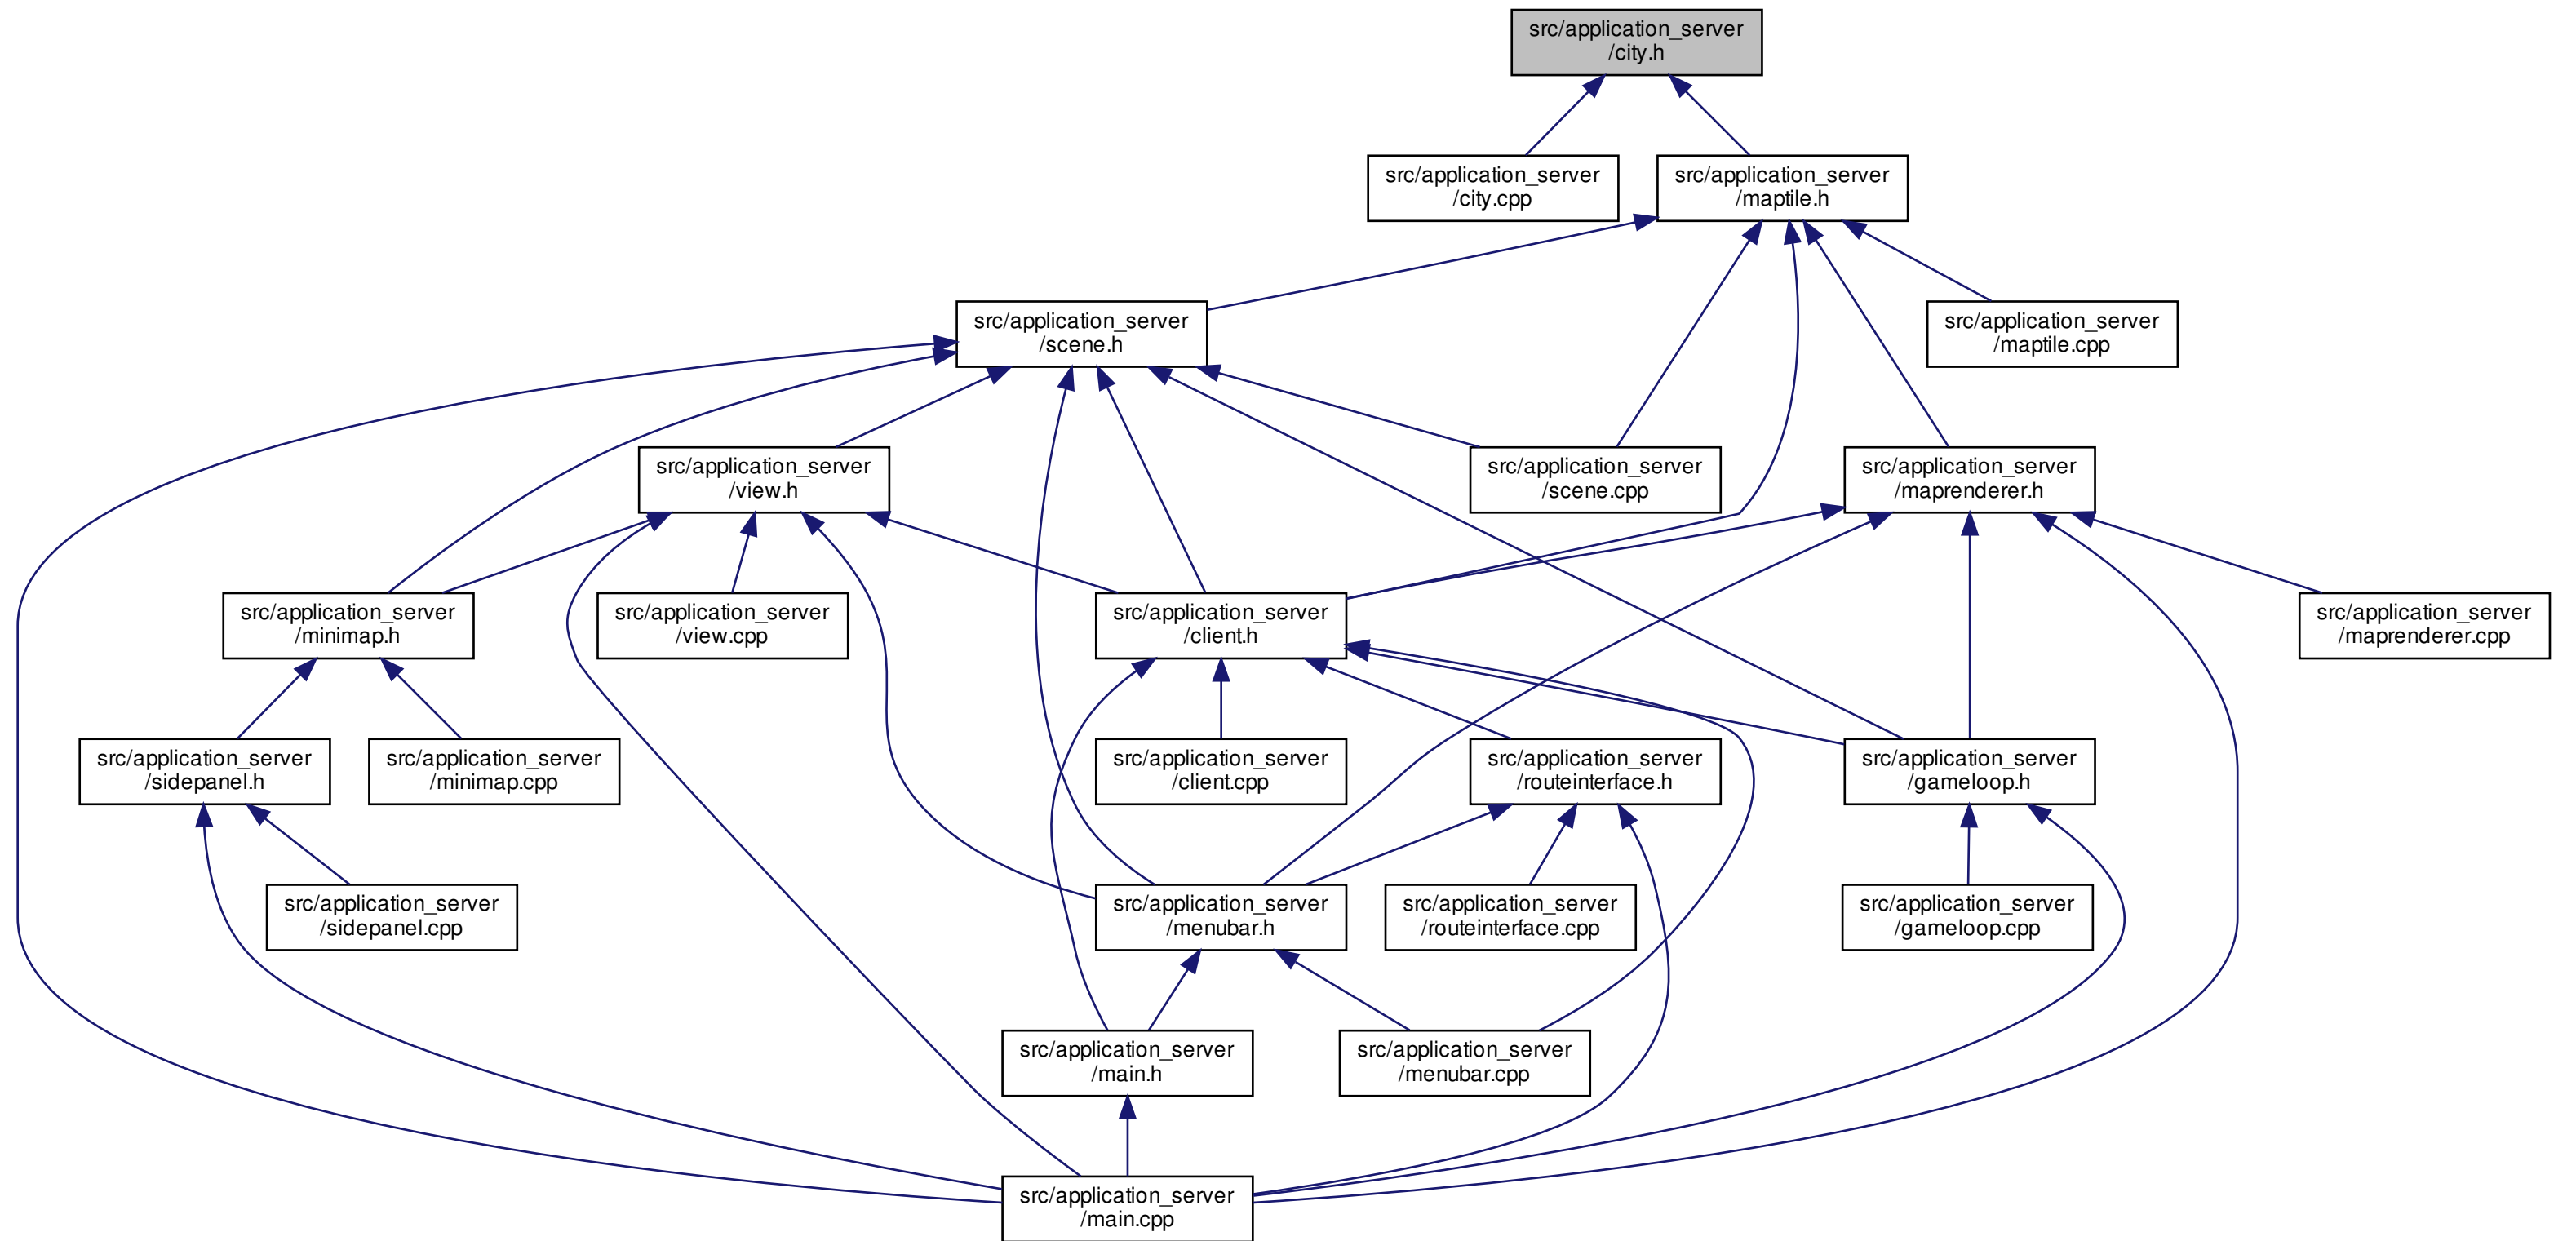 src/application_server
/city.h
src/application_server
/city.cpp
src/application_server
/maptile.h
src/application_server
/scene.h
src/application_server
/maptile.cpp
src/application_server
/view.h
src/application_server
/scene.cpp
src/application_server
/maprenderer.h
src/application_server
/minimap.h
src/application_server
/view.cpp
src/application_server
/client.h
src/application_server
/maprenderer.cpp
src/application_server
/sidepanel.h
src/application_server
/minimap.cpp
src/application_server
/client.cpp
src/application_server
/routeinterface.h
src/application_server
/gameloop.h
src/application_server
/sidepanel.cpp
src/application_server
/menubar.h
src/application_server
/routeinterface.cpp
src/application_server
/gameloop.cpp
src/application_server
/main.h
src/application_server
/menubar.cpp
src/application_server
/main.cpp